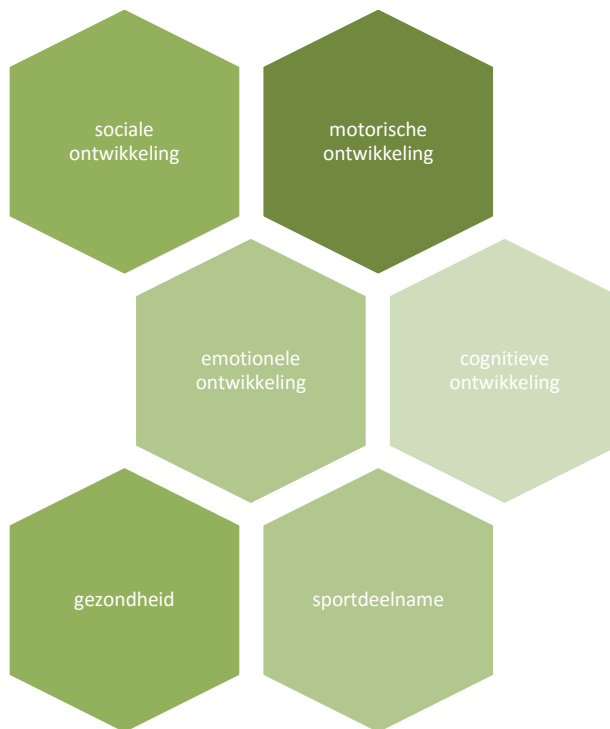 sociale
ontwikkeling
motorische
ontwikkeling
emotionele
ontwikkeling
cognitieve
ontwikkeling
gezondheid
sportdeelname